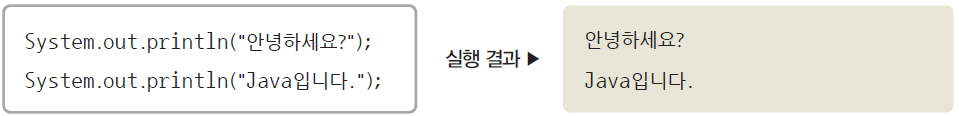 System.out.println("안녕하세요?");
System.out.println("Java입니다.");
실행 결과 ▶
안녕하세요?
Java입니다.